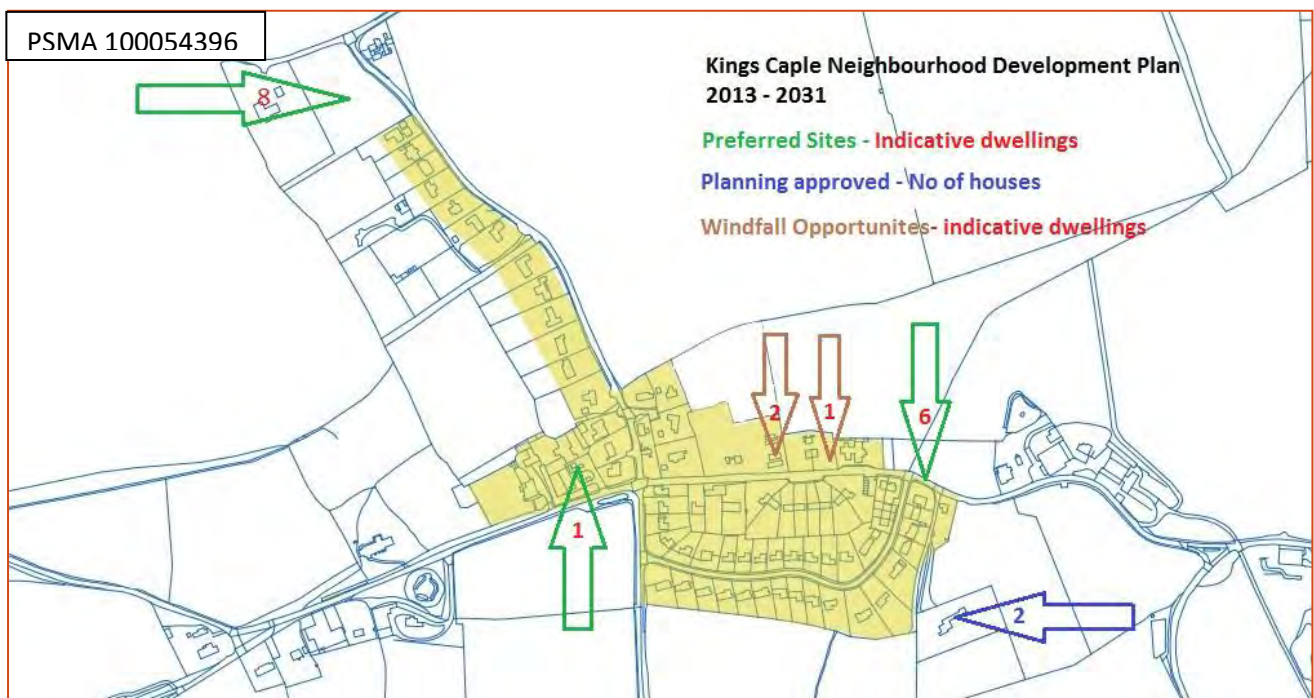 PSMA 100054396
Kings Caple Neighbourhood Development Plan
2013 - 2031
Preferred Sites - Indicative dwellings
Planning approved - No of houses
Windfall Opportunites- indicative dwellings
8
2
1
6
1
2